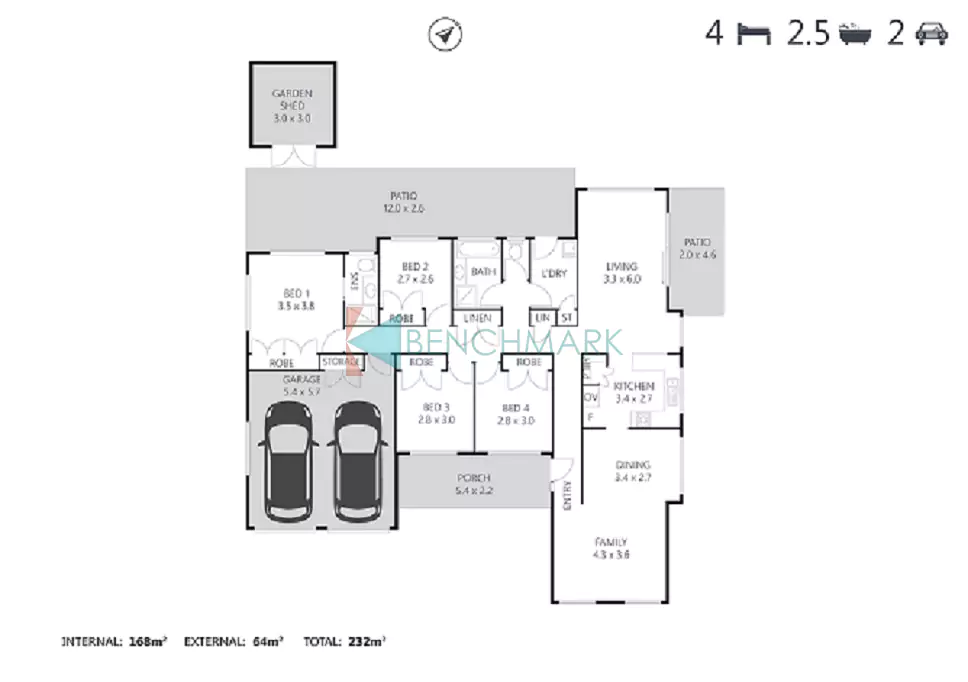 4 2.5 2
GARDEN
SHED
3.0 x 3.0
PATIO
12.0 x 2.6
PATIO
2.0 x 4.6
LIVING
3.3 x 6.0
BED 1
3.5 x 3.8
ENS
BED 2
2.7 x 2.6
BATH
L'DRY
ROBE
LINEN
LIN
ST
BENCHMARK
ROBE
STORAGE
ROBE
ROBE
GARAGE
5.4 x 5.7
BED 3
2.8 x 3.0
BED 4
2.8 x 3.0
OV
F
KITCHEN
3.4 x 2.7
PORCH
5.4 x 2.2
ENTRY
DINING
3.4 x 2.7
FAMILY
4.3 x 3.6
INTERNAL: 168m² EXTERNAL: 64m² TOTAL: 232m²